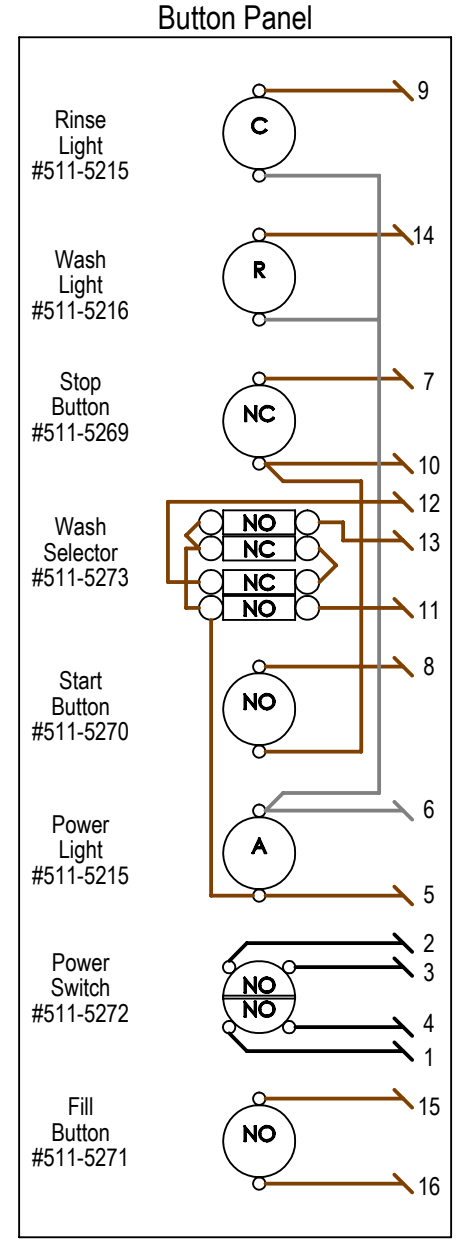 Button Panel
Rinse
Light
#511-5215
C
9
Wash
Light
#511-5216
R
14
Stop
Button
#511-5269
NC
7
10
12
Wash
Selector
#511-5273
NO
NC
NC
NO
13
11
Start
Button
#511-5270
NO
8
Power
Light
#511-5215
A
6
5
Power
Switch
#511-5272
NO
NO
2
3
4
1
Fill
Button
#511-5271
NO
15
16